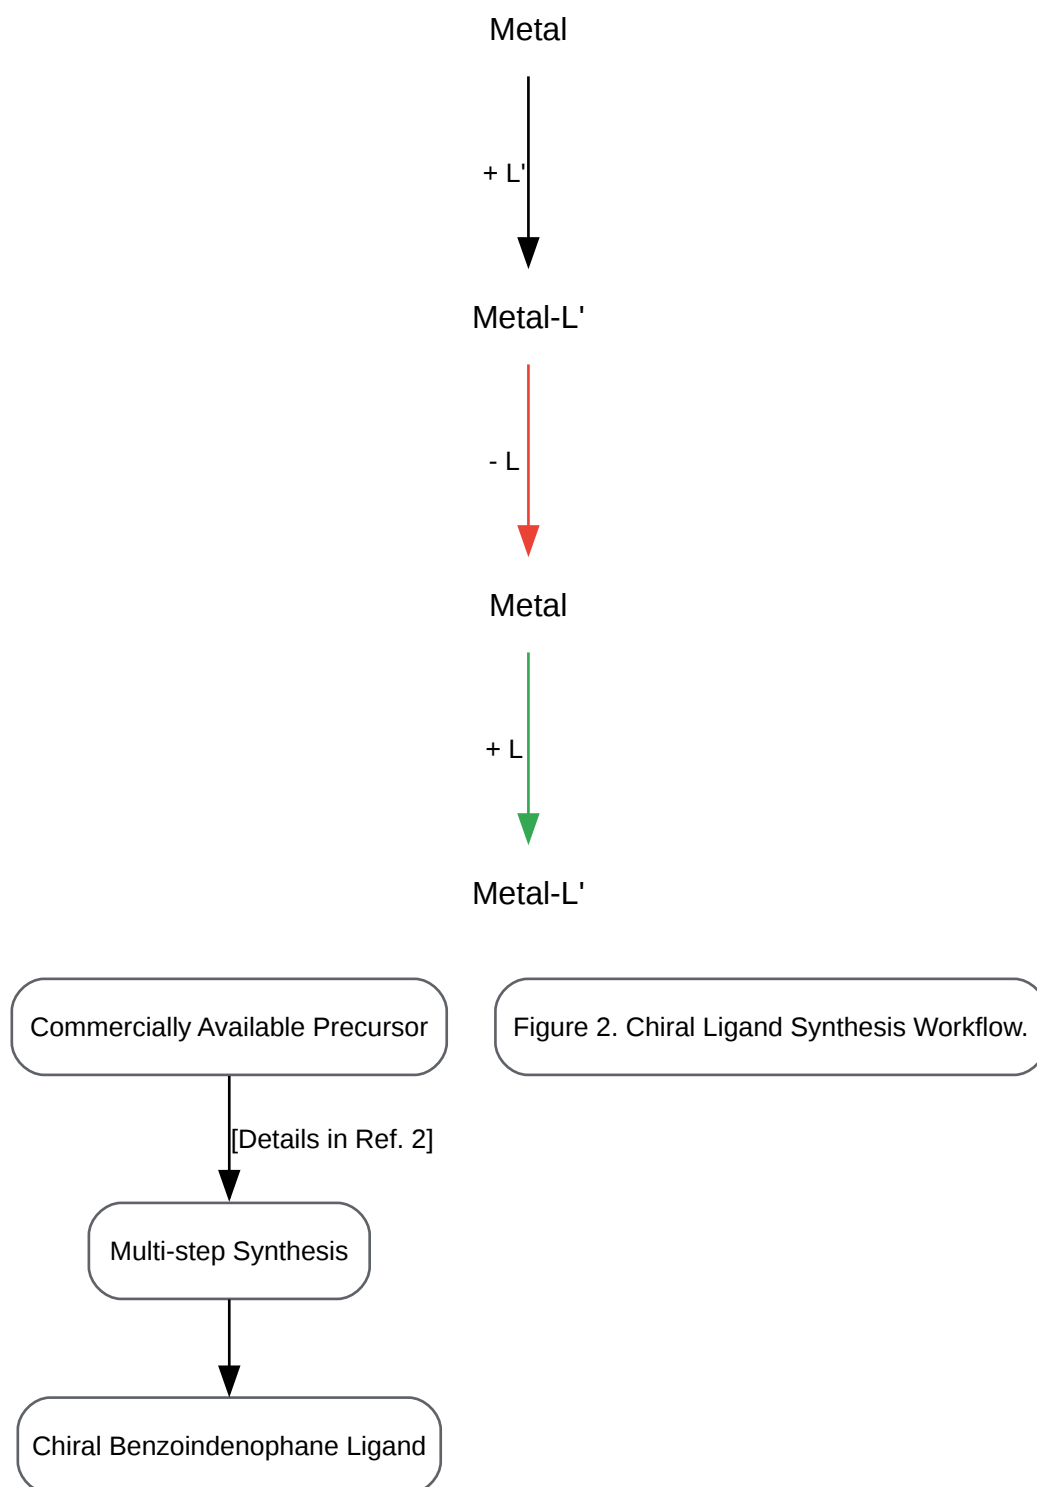 Metal
+ L'
Metal-L'
- L
Metal
+ L
Metal-L'
Commercially Available Precursor
Figure 2. Chiral Ligand Synthesis Workflow.
[Details in Ref. 2]
Multi-step Synthesis
Chiral Benzoindenophane Ligand